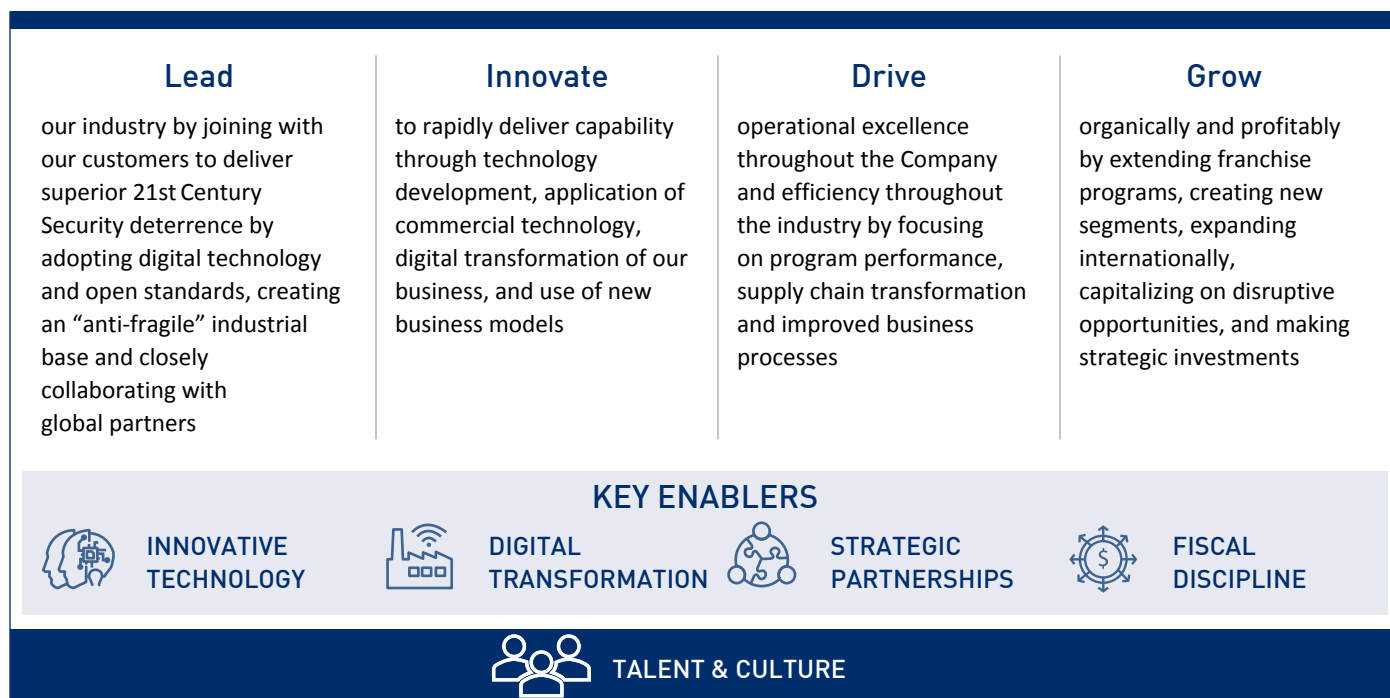 Lead
our industry by joining with
our customers to deliver
superior 21st Century
Security deterrence by
adopting digital technology
and open standards, creating
an “anti-fragile” industrial
base and closely
collaborating with
global partners
Innovate
to rapidly deliver capability
through technology
development, application of
commercial technology,
digital transformation of our
business, and use of new
business models
Drive
operational excellence
throughout the Company
and efficiency throughout
the industry by focusing
on program performance,
supply chain transformation
and improved business
processes
Grow
organically and profitably
by extending franchise
programs, creating new
segments, expanding
internationally,
capitalizing on disruptive
opportunities, and making
strategic investments
KEY ENABLERS
INNOVATIVE
TECHNOLOGY
DIGITAL
TRANSFORMATION
STRATEGIC
PARTNERSHIPS
$
FISCAL
DISCIPLINE
TALENT & CULTURE